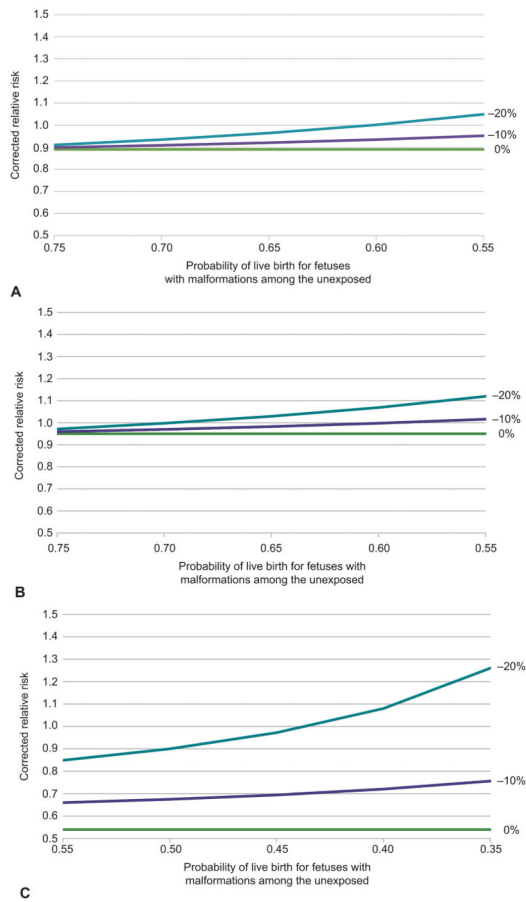 1.5
1.4
1.3
1.2
1.1
1.0
0.9
0.8
0.7
0.6
0.5
Corrected relative risk
–20%
–10%
0%
0.75 0.70 0.65 0.60 0.55
Probability of live birth for fetuses
with malformations among the unexposed
A
1.5
1.4
1.3
1.2
1.1
1.0
0.9
0.8
0.7
0.6
0.5
Corrected relative risk
–20%
–10%
0%
0.75 0.70 0.65 0.60 0.55
Probability of live birth for fetuses with
malformations among the unexposed
B
1.5
1.4
1.3
1.2
1.1
1.0
0.9
0.8
0.7
0.6
0.5
Corrected relative risk
–20%
–10%
0%
0.55 0.50 0.45 0.40 0.35
Probability of live birth for fetuses with
malformations among the unexposed
C